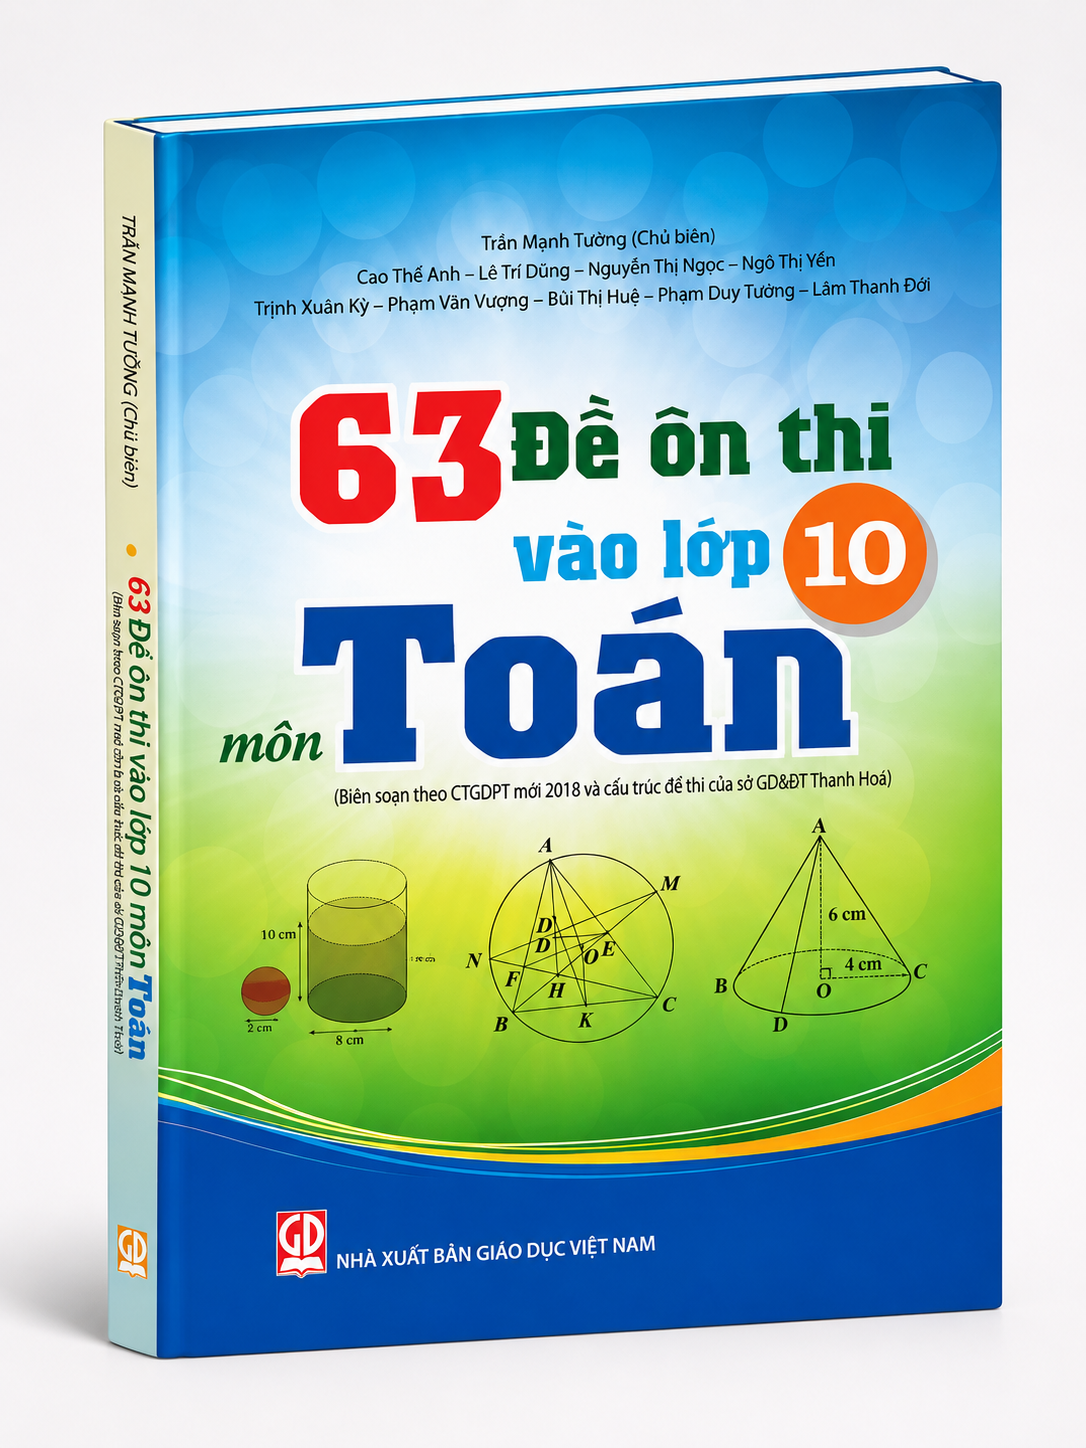 Trần Mạnh Tường (Chủ biên)
Cao Thế Anh – Lê Trí Dũng – Nguyễn Thị Ngọc – Ngô Thị Yến
Trịnh Xuân Kỳ – Phạm Văn Vượng – Bùi Thị Huệ – Phạm Duy Tưởng – Lâm Thanh Đới
63 Đề ôn thi
vào lớp 10
môn Toán
(Biên soạn theo CTGDPT mới 2018 và cấu trúc đề thi của sở GD&ĐT Thanh Hoá)
10 cm
2 cm
8 cm
A
M
D
D
N
O
E
F
H
B
K
C
A
6 cm
4 cm
B
C
O
D
GD
NHÀ XUẤT BẢN GIÁO DỤC VIỆT NAM
TRẦN MẠNH TƯỜNG (Chủ biên)
63 Đề ôn thi vào lớp 10 môn Toán
GD